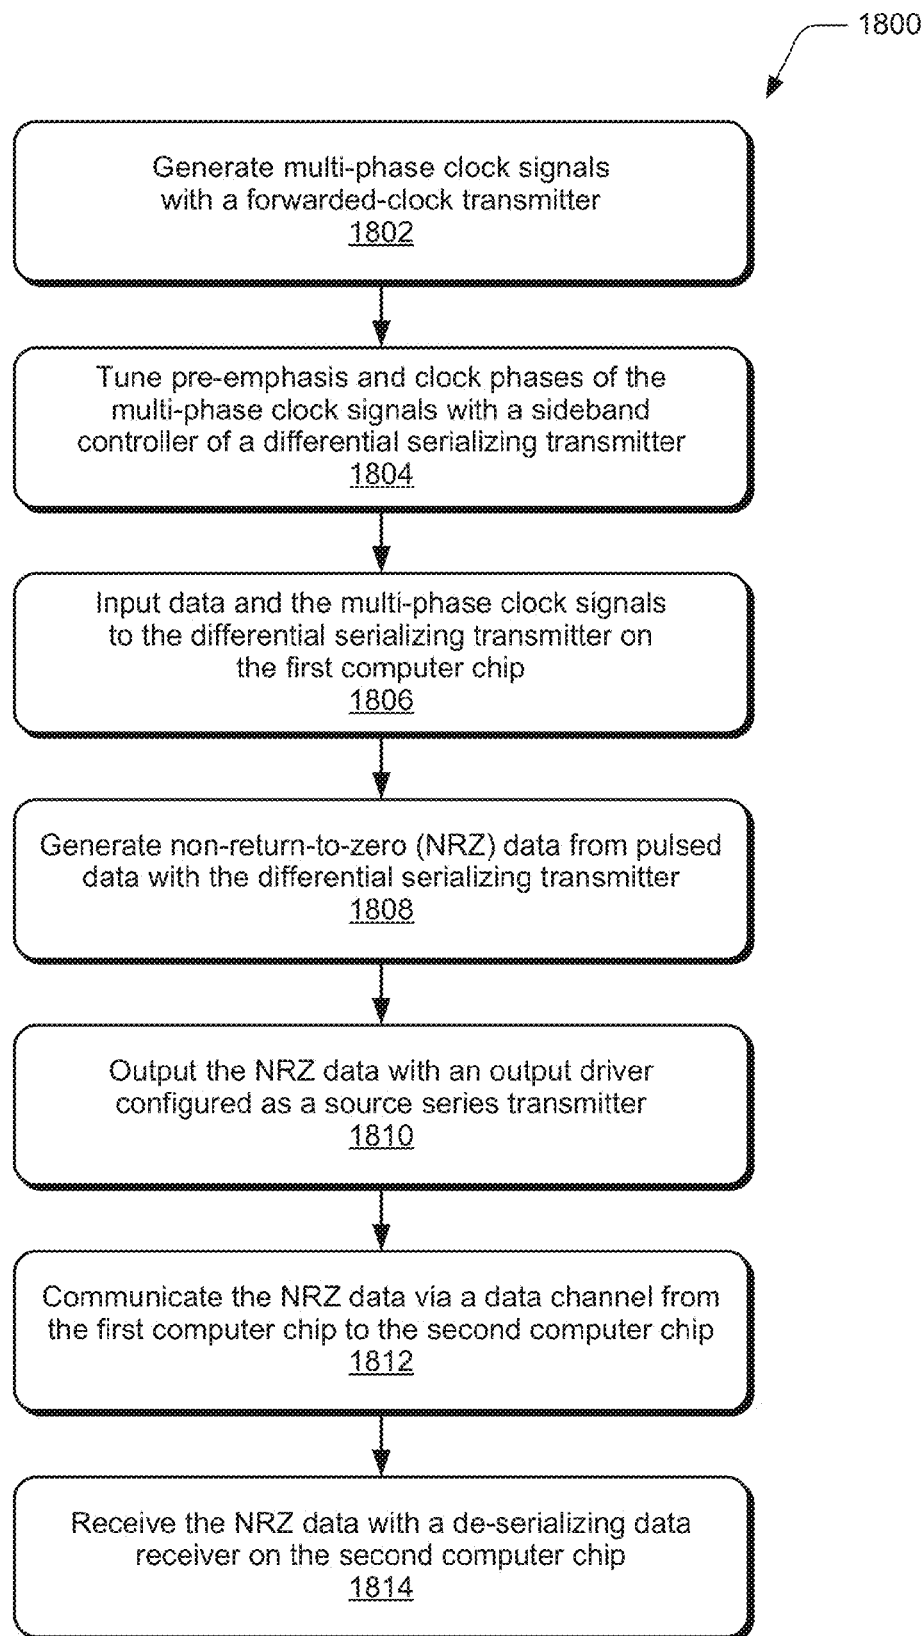 1800
Generate multi-phase clock signals
with a forwarded-clock transmitter
1802
Tune pre-emphasis and clock phases of the
multi-phase clock signals with a sideband
controller of a differential serializing transmitter
1804
Input data and the multi-phase clock signals
to the differential serializing transmitter on
the first computer chip
1806
Generate non-return-to-zero (NRZ) data from pulsed
data with the differential serializing transmitter
1808
Output the NRZ data with an output driver
configured as a source series transmitter
1810
Communicate the NRZ data via a data channel from
the first computer chip to the second computer chip
1812
Receive the NRZ data with a de-serializing data
receiver on the second computer chip
1814